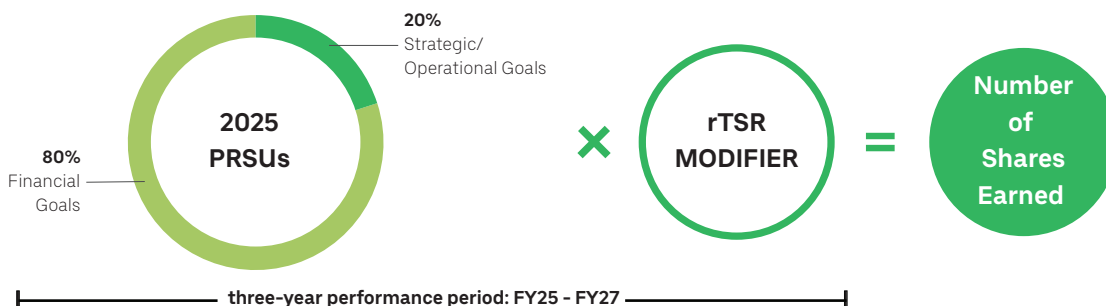 20%
Strategic/
Operational Goals
2025
PRSUs
80%
Financial
Goals
×
rTSR
MODIFIER
=
Number
of
Shares
Earned
three-year performance period: FY25 - FY27